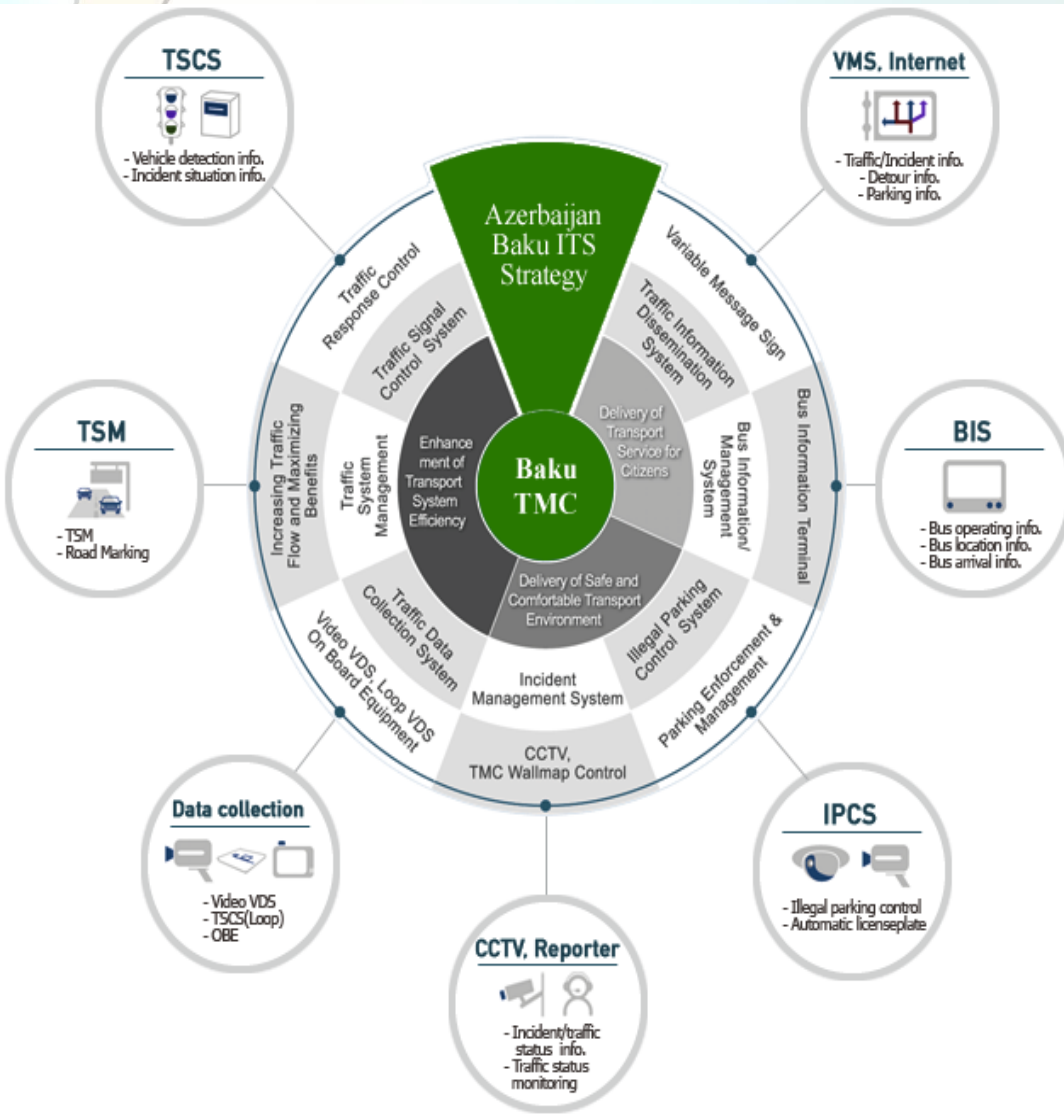 TSCS
- Vehicle detection info.
- Incident situation info.
VMS, Internet
- Traffic/Incident info.
- Detour info.
- Parking info.
Azerbaijan
Baku ITS
Strategy
Traffic
Response Control
Traffic Signal
Control System
Traffic Information
Dissemination
System
Variable Message Sign
TSM
- TSM
- Road Marking
Increasing Traffic
Flow and Maximizing
Benefits
Traffic
System
Management
Enhance
ment of
Transport
System
Efficiency
Baku
TMC
Delivery of
Transport
Service for
Citizens
Bus Information/
Management
System
Bus Information Terminal
BIS
- Bus operating info.
- Bus location info.
- Bus arrival info.
Delivery of Safe and
Comfortable Transport
Environment
Traffic Data
Collection System
Video VDS, Loop VDS
On Board Equipment
Incident
Management System
CCTV,
TMC Wallmap Control
Illegal Parking
Control System
Parking Enforcement &
Management
Data collection
- Video VDS
- TSCS(Loop)
- OBE
CCTV, Reporter
- Incident/traffic
status info.
- Traffic status
monitoring
IPCS
- Illegal parking control
- Automatic licenseplate